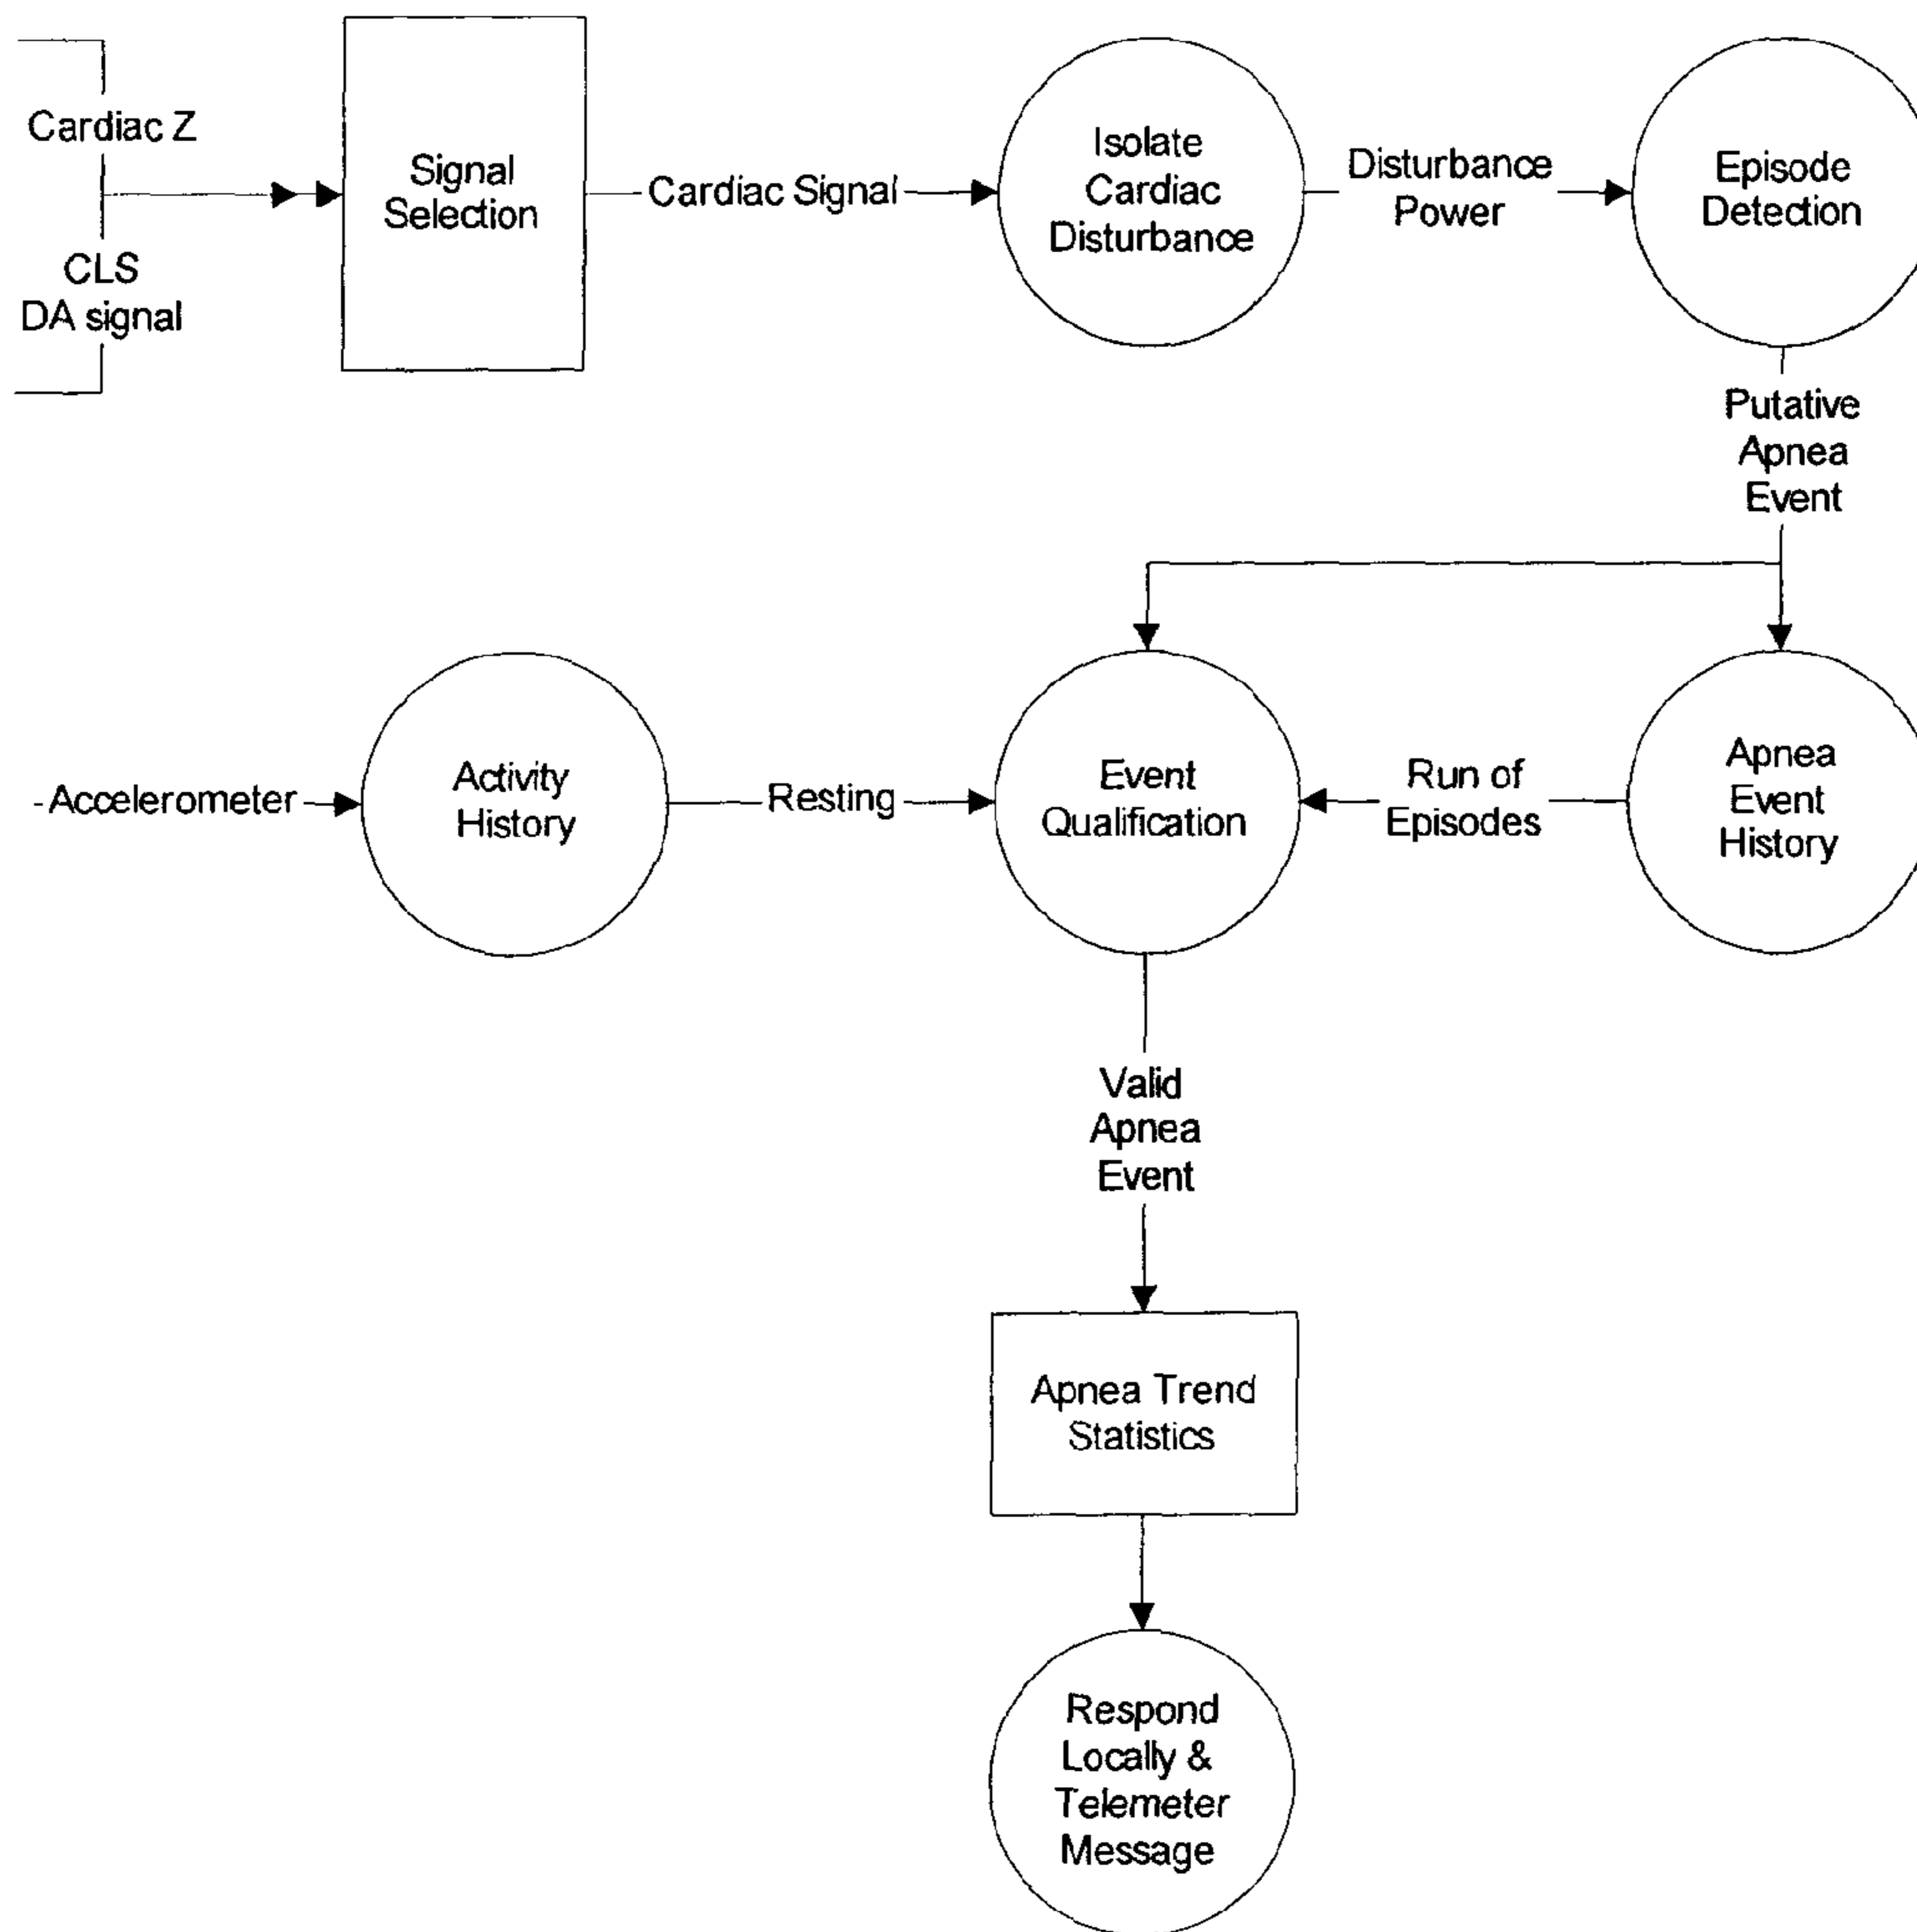 Cardiac Z
CLS
DA signal
Signal
Selection
Cardiac Signal
Isolate
Cardiac
Disturbance
Disturbance
Power
Episode
Detection
Putative
Apnea
Event
-Accelerometer
Activity
History
Resting
Event
Qualification
Run of
Episodes
Apnea
Event
History
Valid
Apnea
Event
Apnea Trend
Statistics
Respond
Locally &
Telemeter
Message